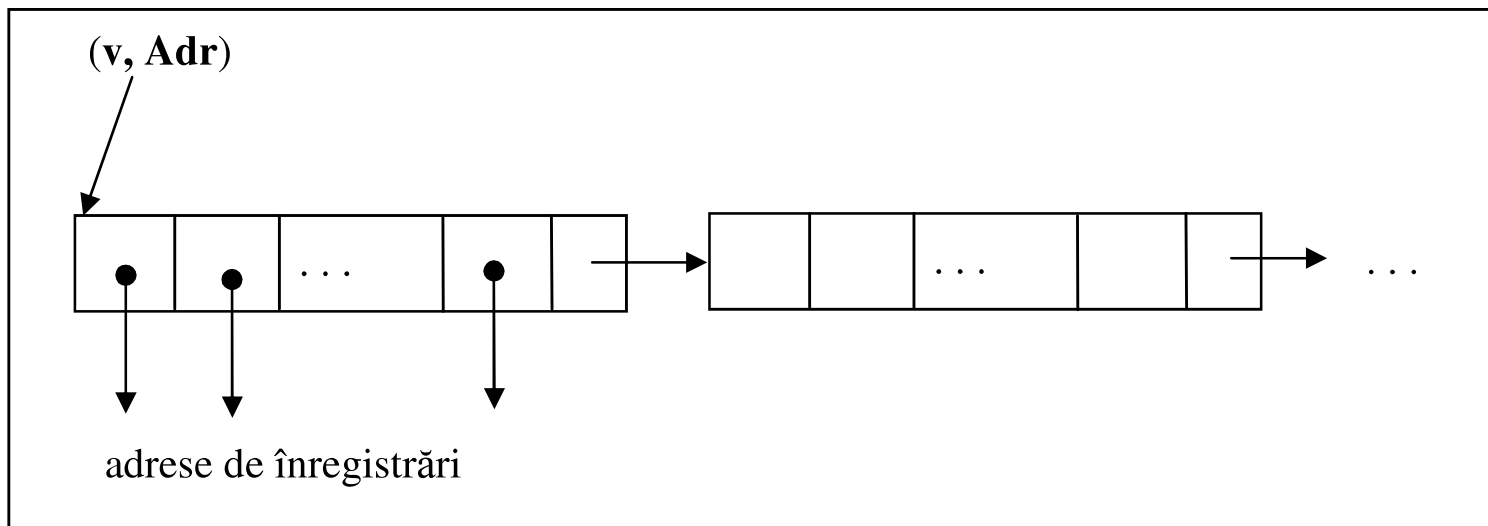 (v, Adr)
. . .
. . .
. . .
adrese de înregistrări